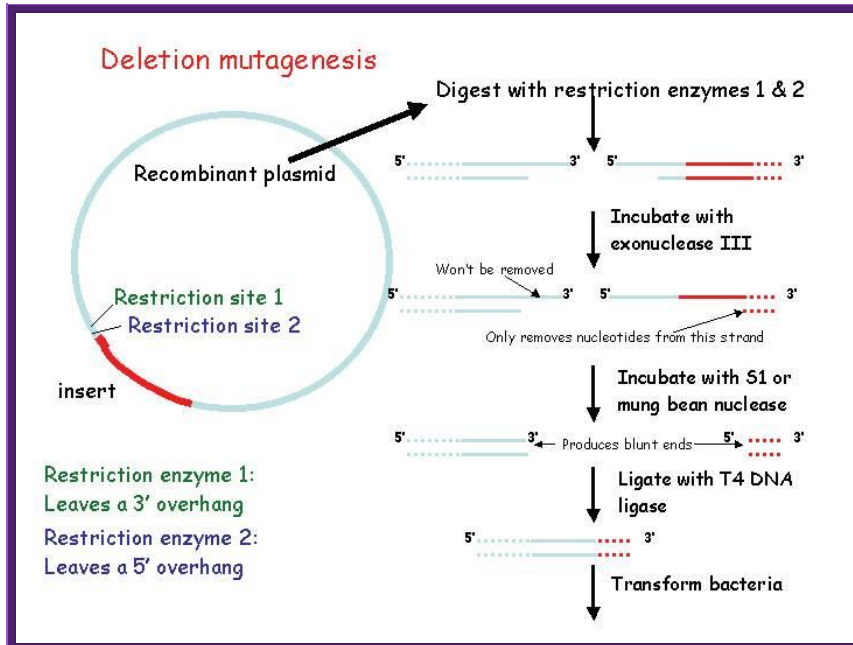 Deletion mutagenesis
Digest with restriction enzymes 1 & 2
Recombinant plasmid
5' 3' 5' 3'
Incubate with
exonuclease III
Won't be removed
5' 3' 5' 3'
Only removes nucleotides from this strand
Restriction site 1
Restriction site 2
insert
Incubate with S1 or
mung bean nuclease
5' 3' Produces blunt ends 5' 3'
Ligate with T4 DNA
ligase
5' 3'
Transform bacteria
Restriction enzyme 1:
Leaves a 3' overhang
Restriction enzyme 2:
Leaves a 5' overhang